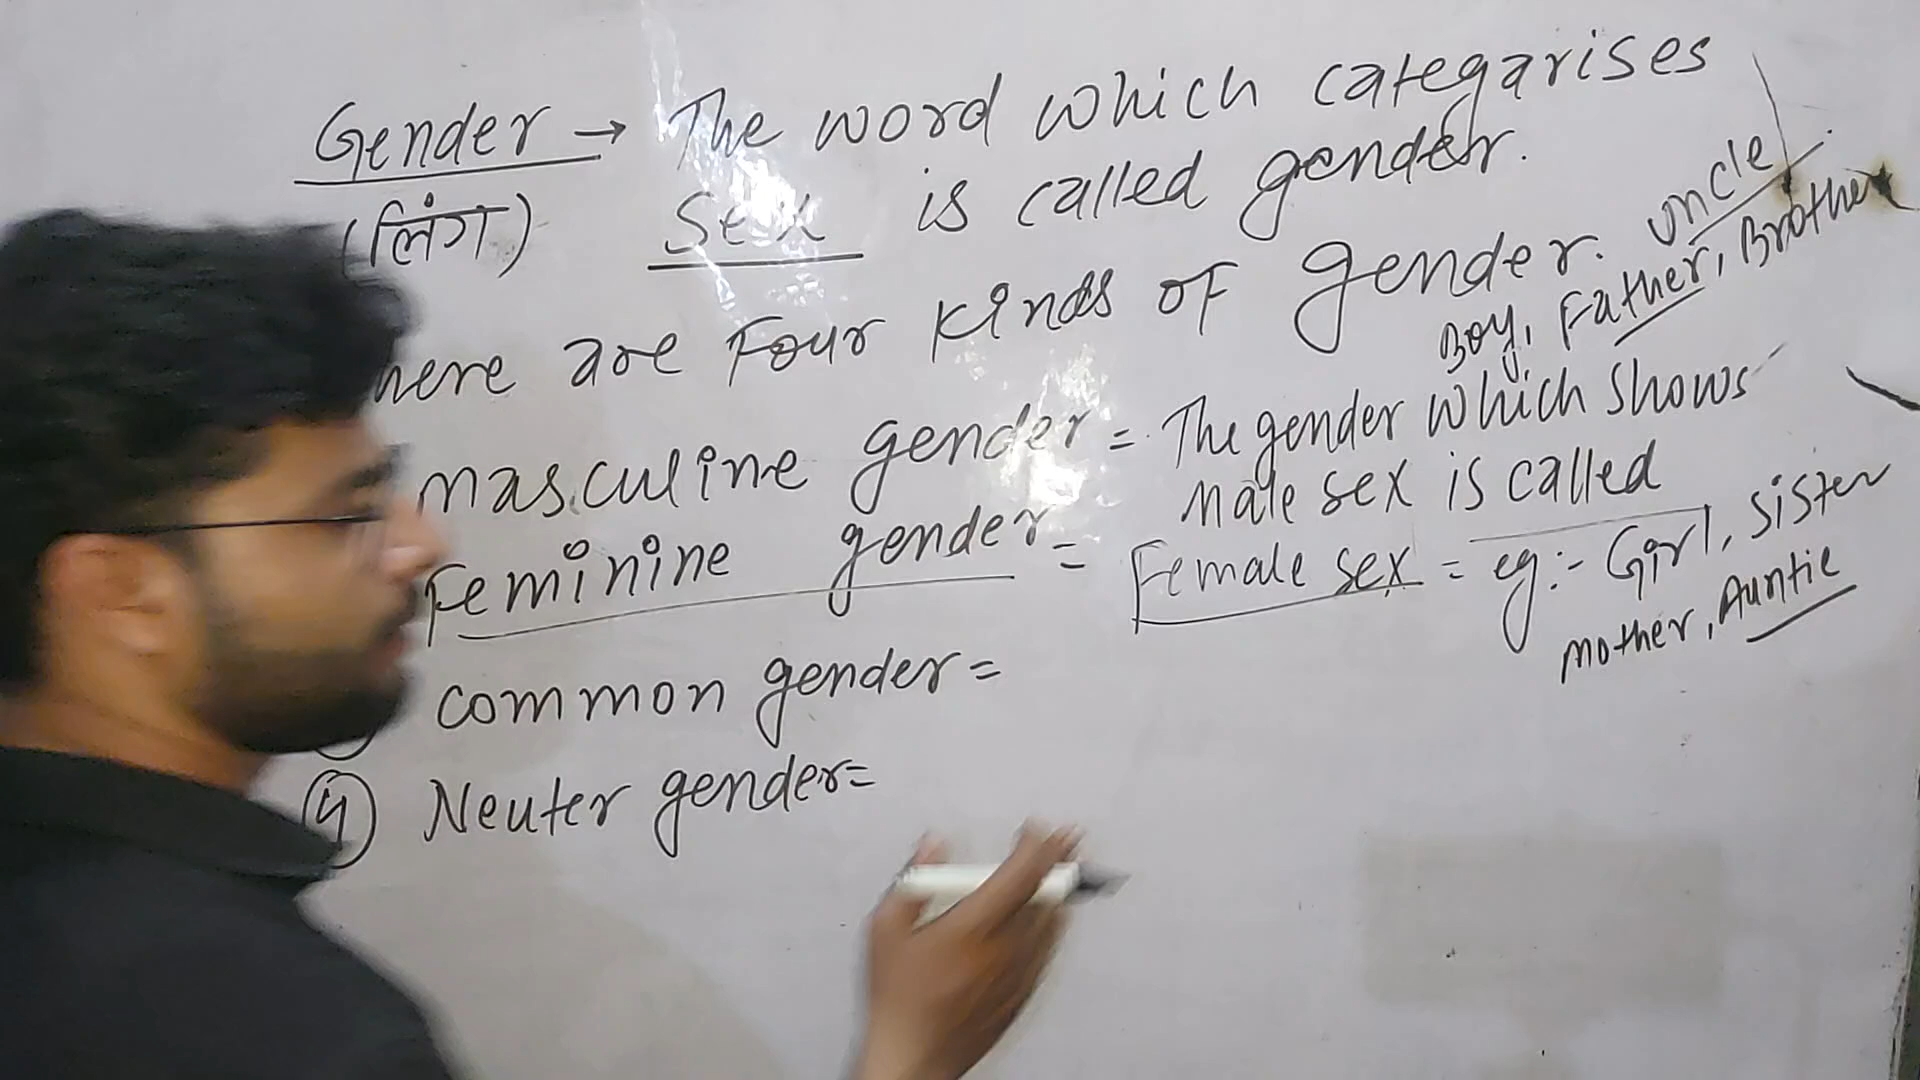 Gender → The word which categarises
(लिंग) Sex is called gender.
here are Four kinds of gender.
uncle
Boy, Father, Brother
masculine gender = The gender which shows
male sex is called
Feminine gender = Female sex = eg:- Girl, sister
mother, Auntie
common gender =
④ Neuter gender=